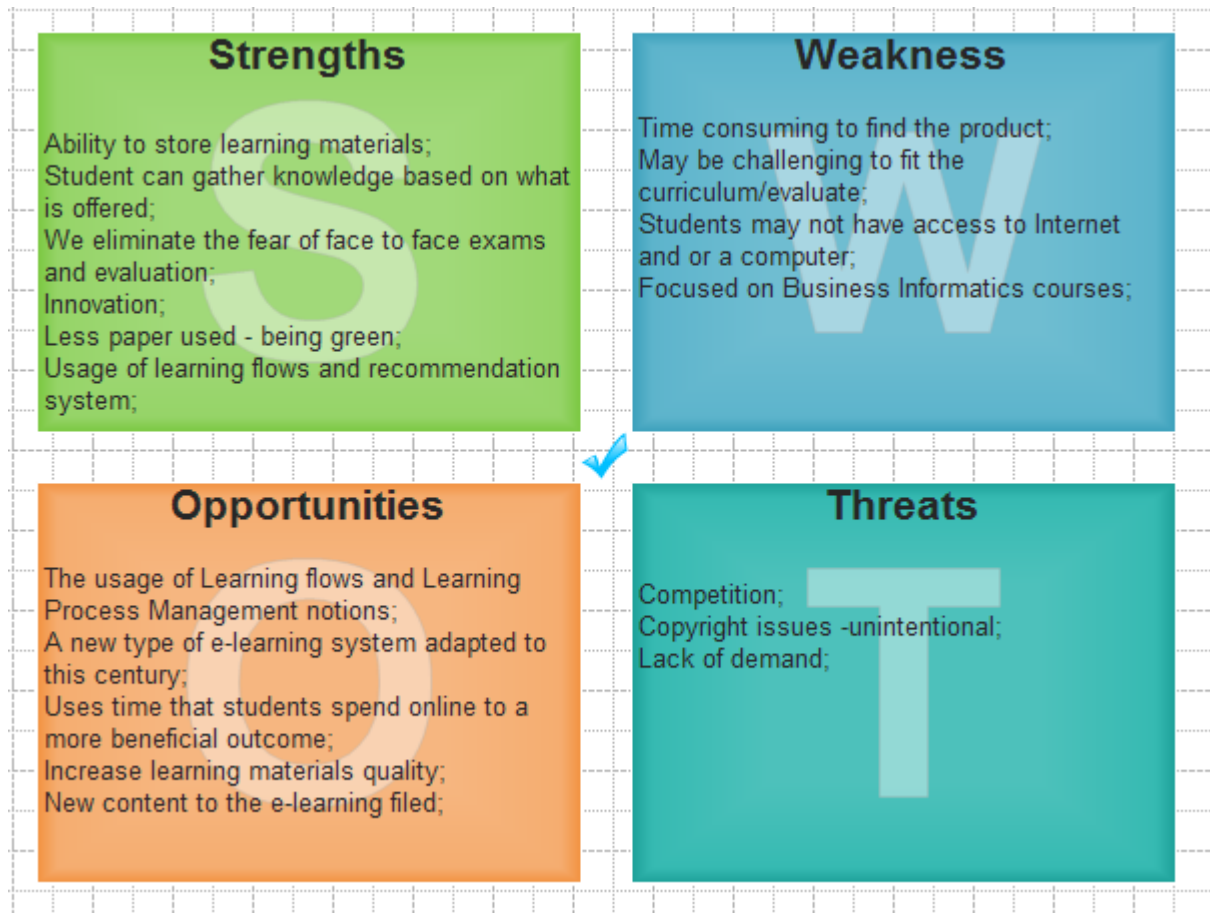 Strengths
Ability to store learning materials;
Student can gather knowledge based on what
is offered;
We eliminate the fear of face to face exams
and evaluation;
Innovation;
Less paper used - being green;
Usage of learning flows and recommendation
system;
S
Weakness
Time consuming to find the product;
May be challenging to fit the
curriculum/evaluate;
Students may not have access to Internet
and or a computer;
Focused on Business Informatics courses;
W
Opportunities
The usage of Learning flows and Learning
Process Management notions;
A new type of e-learning system adapted to
this century;
Uses time that students spend online to a
more beneficial outcome;
Increase learning materials quality;
New content to the e-learning filed;
O
Threats
Competition;
Copyright issues -unintentional;
Lack of demand;
T